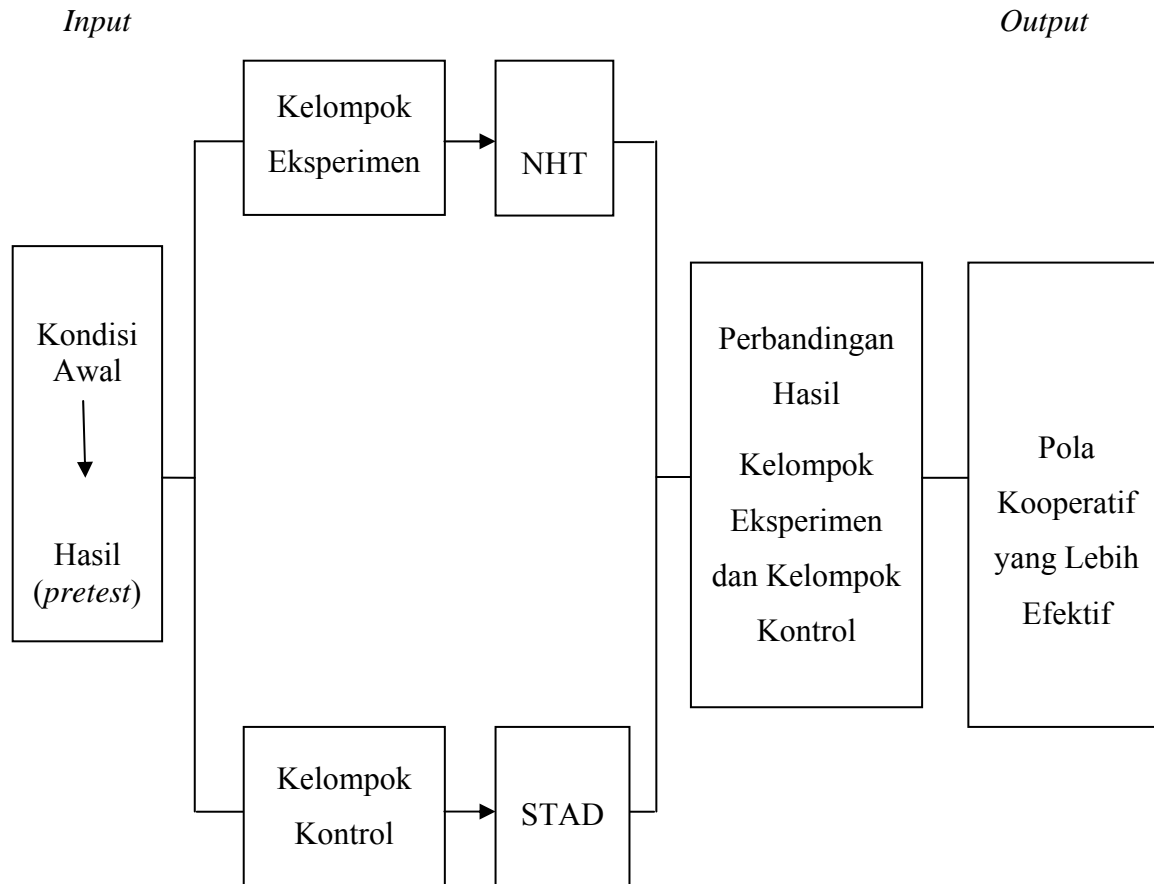 Input
Output
Kelompok
Eksperimen
NHT
Kondisi
Awal
Hasil
(pretest)
Perbandingan
Hasil
Kelompok
Eksperimen
dan Kelompok
Kontrol
Pola
Kooperatif
yang Lebih
Efektif
Kelompok
Kontrol
STAD